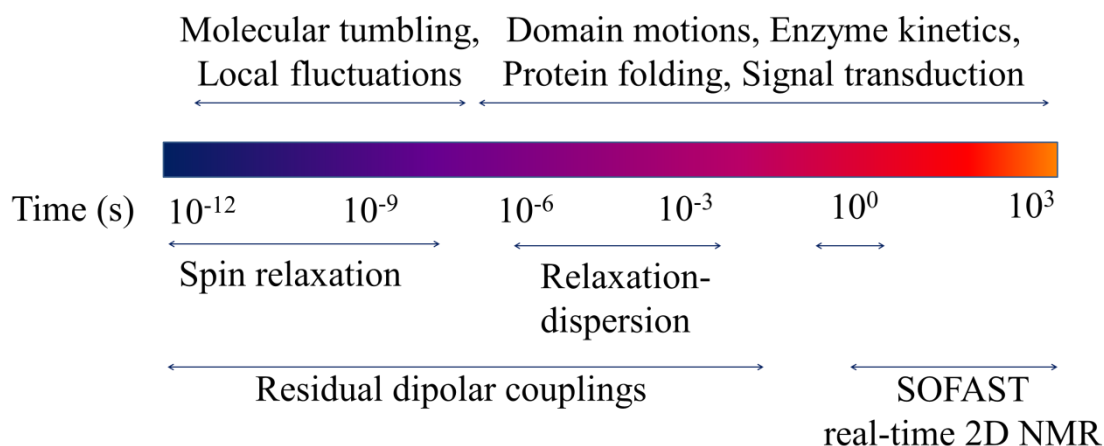 Molecular tumbling,
Local fluctuations
Domain motions, Enzyme kinetics,
Protein folding, Signal transduction
Time (s) 10⁻¹² 10⁻⁹ 10⁻⁶ 10⁻³ 10⁰ 10³
Spin relaxation
Relaxation-
dispersion
Residual dipolar couplings
SOFAST
real-time 2D NMR